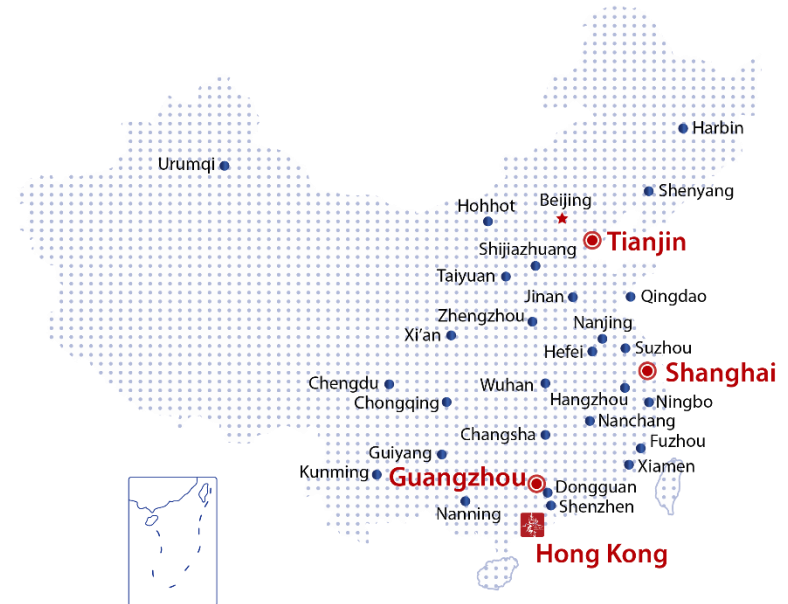 Harbin
Urumqi
Shenyang
Beijing
Hohhot
Tianjin
Shijiazhuang
Taiyuan
Jinan
Qingdao
Zhengzhou
Nanjing
Xi'an
Suzhou
Hefei
Shanghai
Chengdu
Wuhan
Hangzhou
Chongqing
Ningbo
Nanchang
Changsha
Fuzhou
Guiyang
Xiamen
Kunming
Guangzhou
Dongguan
Shenzhen
Nanning
Hong Kong